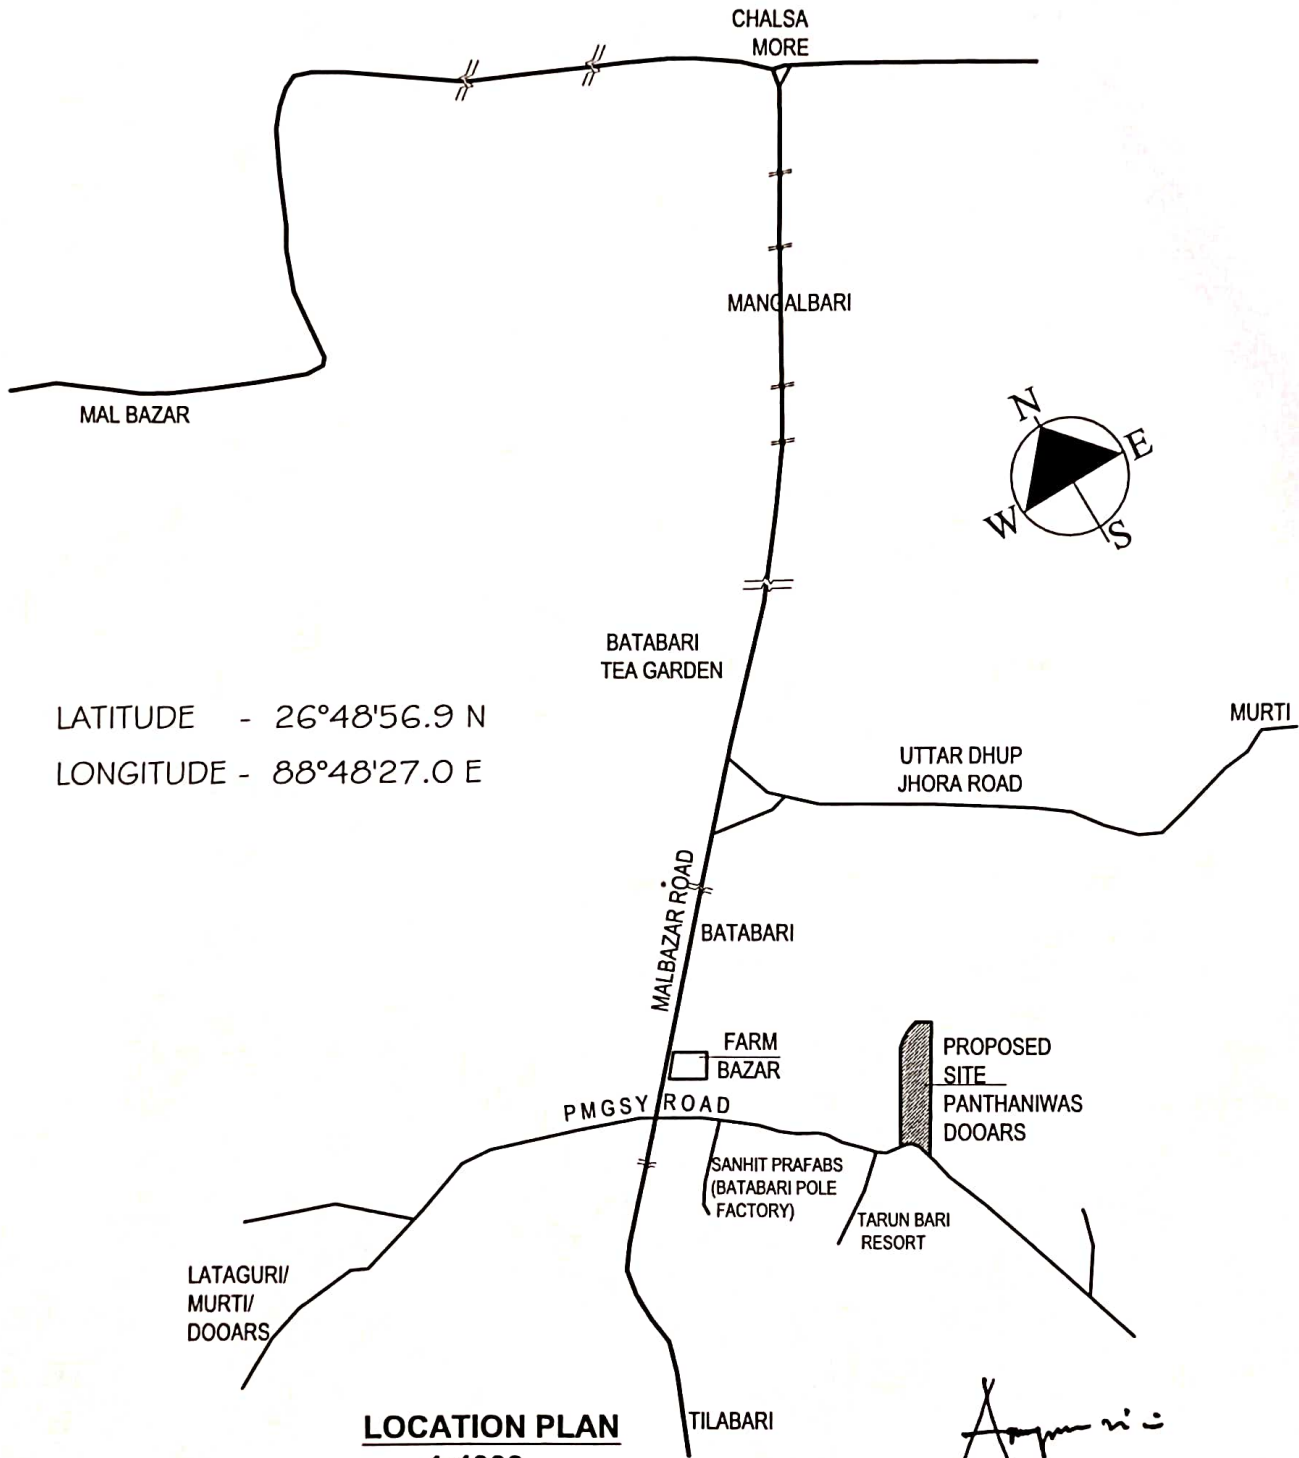 CHALSA
MORE
MANGALBARI
MAL BAZAR
N
E
W
S
BATABARI
TEA GARDEN
LATITUDE - 26°48'56.9 N
LONGITUDE - 88°48'27.0 E
MURTI
UTTAR DHUP
JHORA ROAD
MALBAZAR ROAD
BATABARI
FARM
BAZAR
PROPOSED
SITE
PANTHANIWAS
DOOARS
PMGSY ROAD
SANHIT PRAFABS
(BATABARI POLE
FACTORY)
TARUN BARI
RESORT
LATAGURI/
MURTI/
DOOARS
LOCATION PLAN
TILABARI